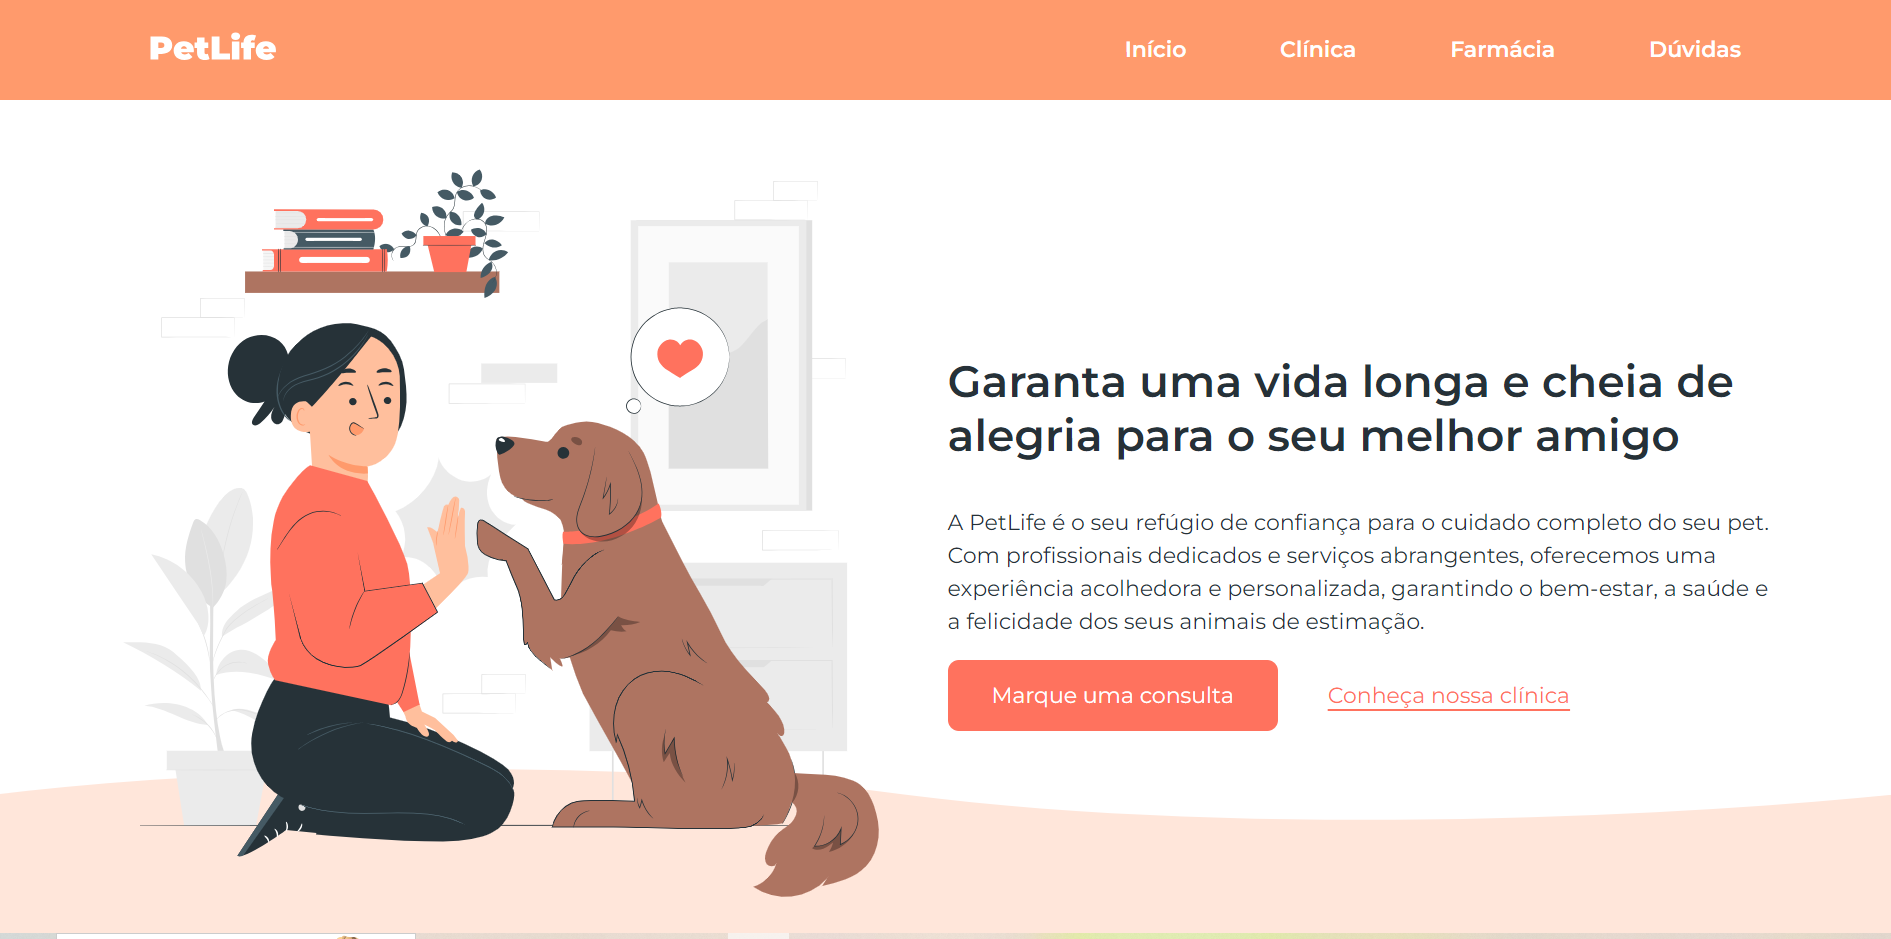 PetLife
Início
Clínica
Farmácia
Dúvidas
Garanta uma vida longa e cheia de
alegria para o seu melhor amigo
A PetLife é o seu refúgio de confiança para o cuidado completo do seu pet.
Com profissionais dedicados e serviços abrangentes, oferecemos uma
experiência acolhedora e personalizada, garantindo o bem-estar, a saúde e
a felicidade dos seus animais de estimação.
Marque uma consulta
Conheça nossa clínica